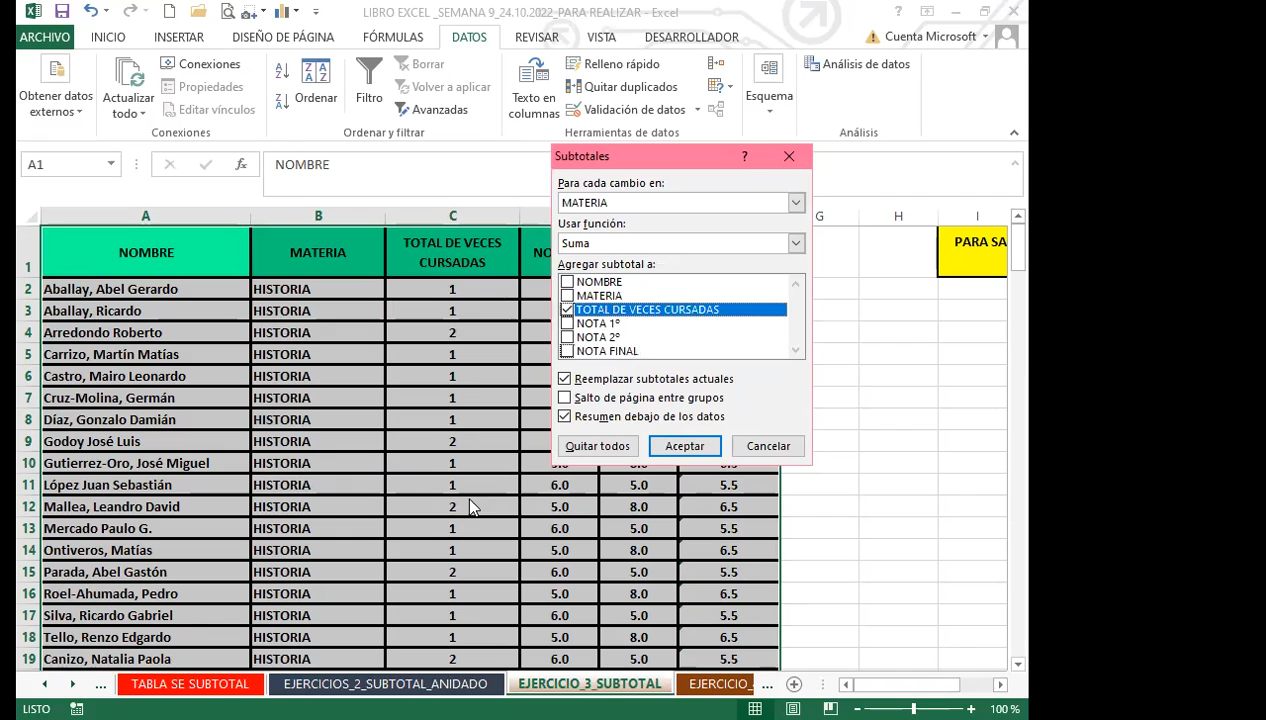 LIBRO EXCEL _SEMANA 9_24.10.2022_PARA REALIZAR - Excel
ARCHIVO INICIO INSERTAR DISEÑO DE PÁGINA FÓRMULAS DATOS REVISAR VISTA DESARROLLADOR Cuenta Microsoft
Obtener datos externos
Actualizar todo
Conexiones
Propiedades
Editar vínculos
Conexiones
Ordenar
Filtro
Borrar
Volver a aplicar
Avanzadas
Ordenar y filtrar
Texto en columnas
Relleno rápido
Quitar duplicados
Validación de datos
Herramientas de datos
Esquema
Análisis de datos
Análisis
A1 fx NOMBRE
Subtotales ?
Para cada cambio en:
MATERIA
Usar función:
Suma
Agregar subtotal a:
NOMBRE
MATERIA
TOTAL DE VECES CURSADAS
NOTA 1º
NOTA 2º
NOTA FINAL
Reemplazar subtotales actuales
Salto de página entre grupos
Resumen debajo de los datos
Quitar todos Aceptar Cancelar
A B C G H I
1 NOMBRE MATERIA TOTAL DE VECES CURSADAS NO PARA SA
2 Aballay, Abel Gerardo HISTORIA 1
3 Aballay, Ricardo HISTORIA 1
4 Arredondo Roberto HISTORIA 2
5 Carrizo, Martín Matías HISTORIA 1
6 Castro, Mairo Leonardo HISTORIA 1
7 Cruz-Molina, Germán HISTORIA 1
8 Díaz, Gonzalo Damián HISTORIA 1
9 Godoy José Luis HISTORIA 2
10 Gutierrez-Oro, José Miguel HISTORIA 1
11 López Juan Sebastián HISTORIA 1 6.0 5.0 5.5
12 Mallea, Leandro David HISTORIA 2 5.0 8.0 6.5
13 Mercado Paulo G. HISTORIA 1 6.0 5.0 5.5
14 Ontiveros, Matías HISTORIA 1 5.0 8.0 6.5
15 Parada, Abel Gastón HISTORIA 2 6.0 5.0 5.5
16 Roel-Ahumada, Pedro HISTORIA 1 5.0 8.0 6.5
17 Silva, Ricardo Gabriel HISTORIA 1 6.0 5.0 5.5
18 Tello, Renzo Edgardo HISTORIA 1 5.0 8.0 6.5
19 Canizo, Natalia Paola HISTORIA 2 6.0 5.0 5.5
... TABLA SE SUBTOTAL EJERCICIOS_2_SUBTOTAL_ANIDADO EJERCICIO_3_SUBTOTAL EJERCICIO_ ...
LISTO 100 %